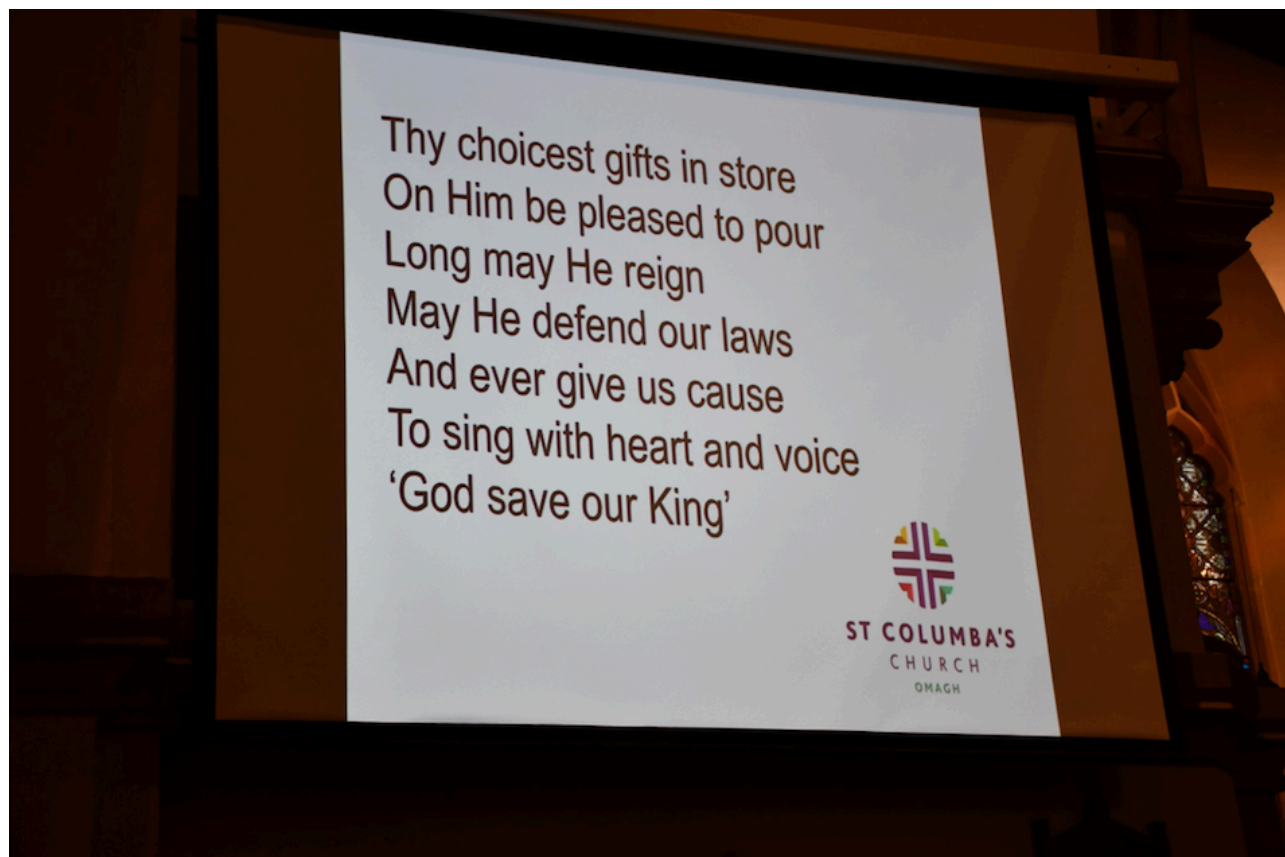 Thy choicest gifts in store
On Him be pleased to pour
Long may He reign
May He defend our laws
And ever give us cause
To sing with heart and voice
‘God save our King’
ST COLUMBA'S
CHURCH
OMAGH